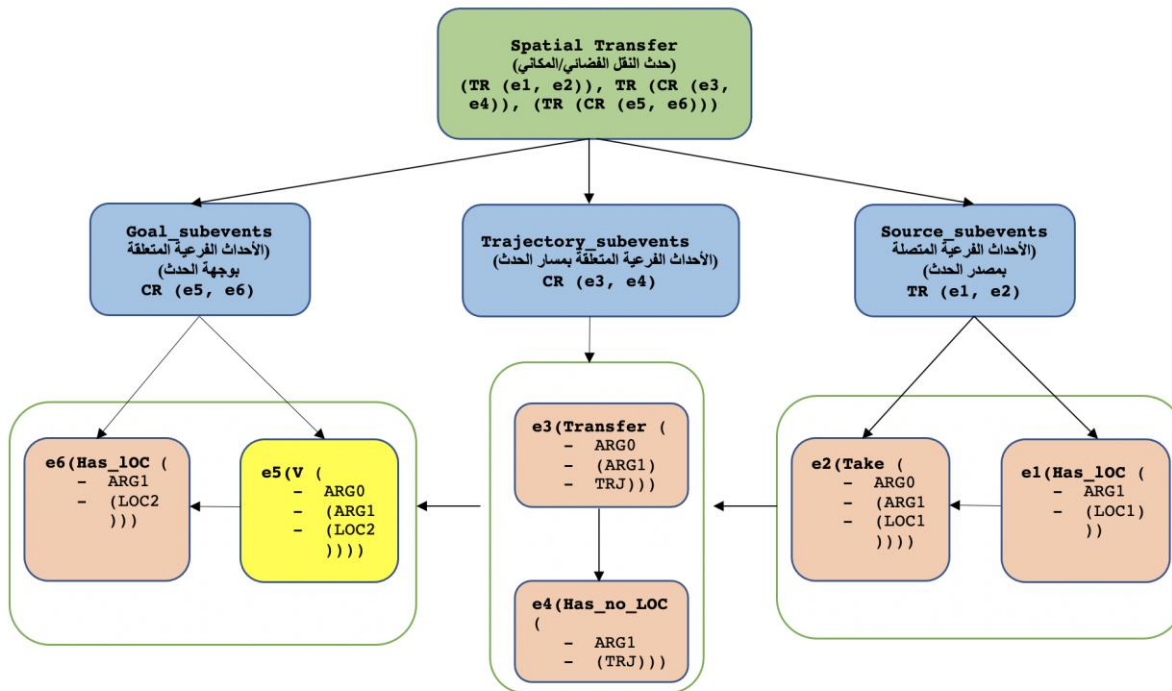 Spatial Transfer
(حدث النقل الفضائي/المكاني)
(TR (e1, e2)), TR (CR (e3,
e4)), (TR (CR (e5, e6)))
Goal_subevents
(الأحداث الفرعية المتعلقة
بوجهة الحدث)
CR (e5, e6)
Trajectory_subevents
(الأحداث الفرعية المتعلقة بمسار الحدث)
CR (e3, e4)
Source_subevents
(الأحداث الفرعية المتصلة
بمصدر الحدث)
TR (e1, e2)
e6(Has_lOC (
- ARG1
- (LOC2
)))
e5(V (
- ARG0
- (ARG1
- (LOC2
))))
e3(Transfer (
- ARG0
- (ARG1)
- TRJ)))
e4(Has_no_LOC
(
- ARG1
- (TRJ)))
e2(Take (
- ARG0
- (ARG1
- (LOC1
))))
e1(Has_lOC (
- ARG1
- (LOC1)
))